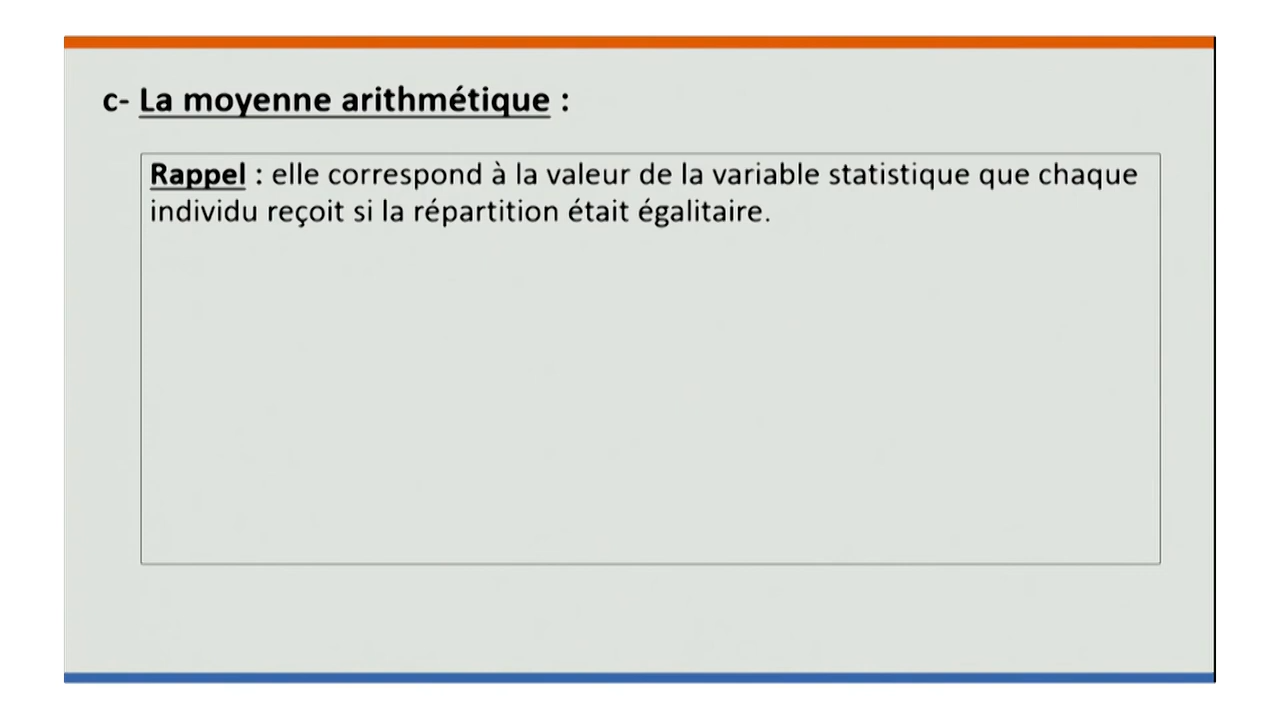 c- La moyenne arithmétique :
Rappel : elle correspond à la valeur de la variable statistique que chaque
individu reçoit si la répartition était égalitaire.